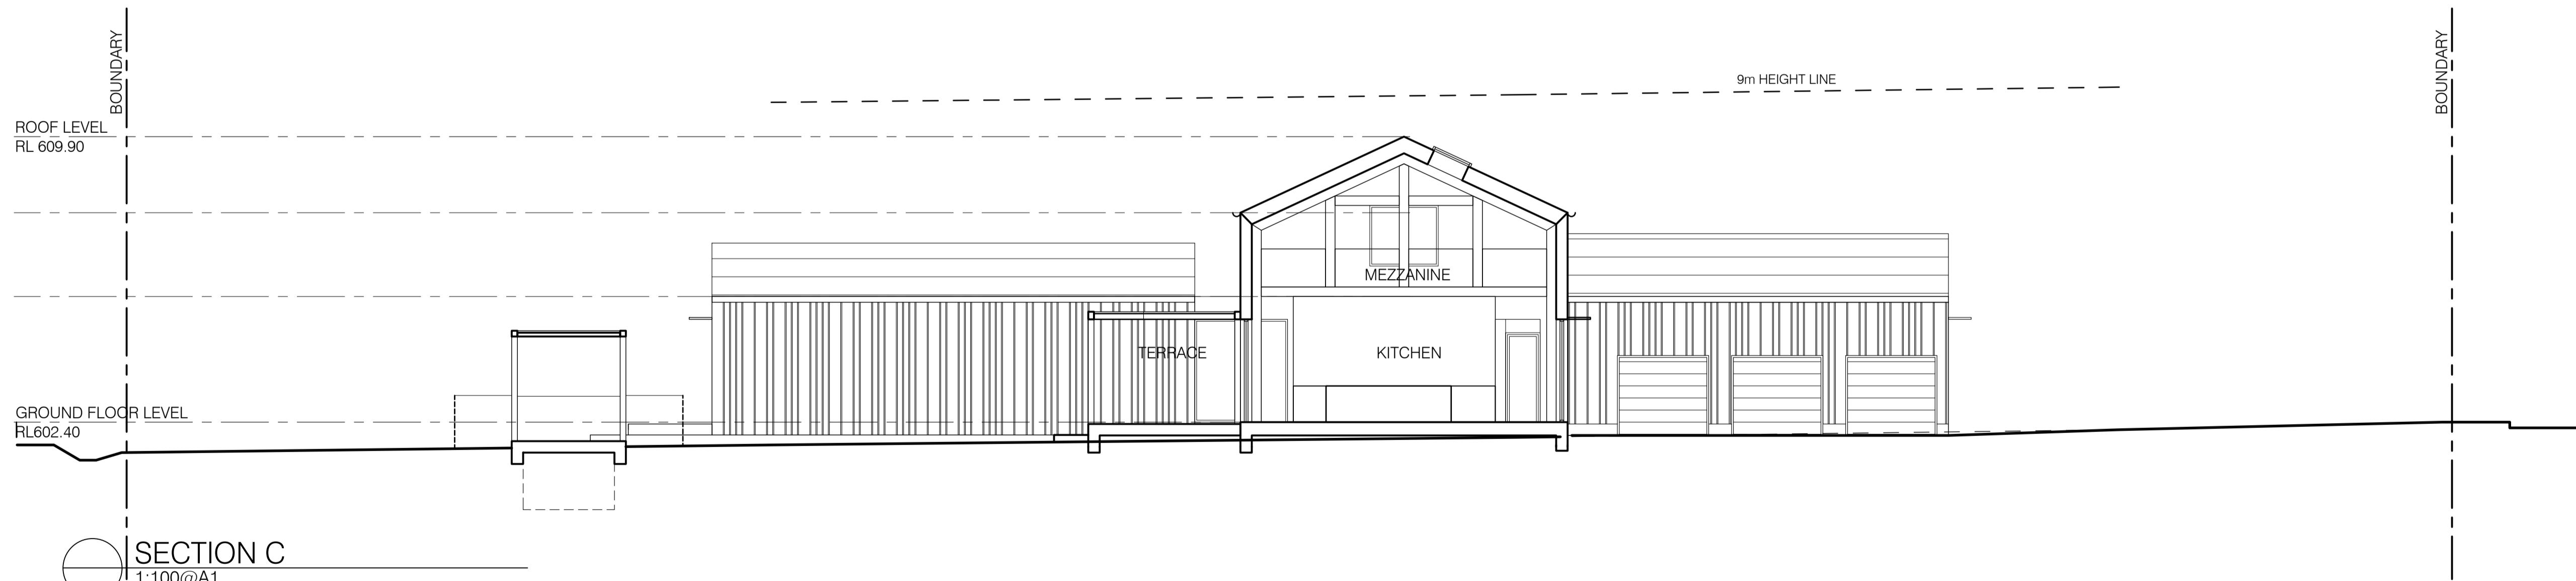 BOUNDARY
BOUNDARY
9m HEIGHT LINE
ROOF LEVEL
RL 609.90
MEZZANINE
TERRACE
KITCHEN
GROUND FLOOR LEVEL
RL602.40
SECTION C
1:100@A1